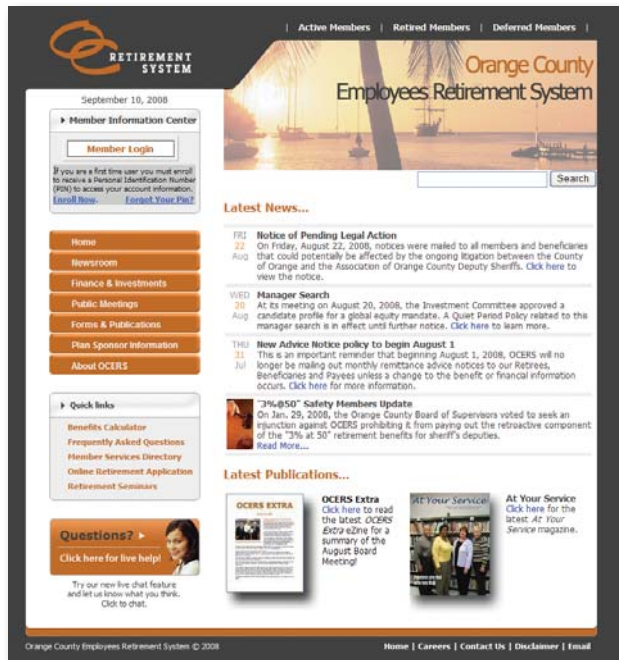 | Active Members | Retired Members | Deferred Members |
RETIREMENT
SYSTEM
Orange County
Employees Retirement System
September 10, 2008
Member Information Center
Member Login
If you are a first time user you must enroll
to receive a Personal Identification Number
(PIN) to access your account information.
Enroll Now. Forgot Your Pin?
Search
Home
Newsroom
Finance & Investments
Public Meetings
Forms & Publications
Plan Sponsor Information
About OCERS
Quick links
Benefits Calculator
Frequently Asked Questions
Member Services Directory
Online Retirement Application
Retirement Seminars
Questions?
Click here for live help!
Try our new live chat feature
and let us know what you think.
Click to chat.
Latest News...
FRI
22
Aug
Notice of Pending Legal Action
On Friday, August 22, 2008, notices were mailed to all members and beneficiaries
that could potentially be affected by the ongoing litigation between the County
of Orange and the Association of Orange County Deputy Sheriffs. Click here to
view the notice.
WED
20
Aug
Manager Search
At its meeting on August 20, 2008, the Investment Committee approved a
candidate profile for a global equity mandate. A Quiet Period Policy related to this
manager search is in effect until further notice. Click here to learn more.
THU
31
Jul
New Advice Notice policy to begin August 1
This is an important reminder that beginning August 1, 2008, OCERS will no
longer be mailing out monthly remittance advice notices to our Retirees,
Beneficiaries and Payees unless a change to the benefit or financial information
occurs. Click here for more information.
"3%@50" Safety Members Update
On Jan. 29, 2008, the Orange County Board of Supervisors voted to seek an
injunction against OCERS prohibiting it from paying out the retroactive component
of the "3% at 50" retirement benefits for sheriff's deputies.
Read More...
Latest Publications...
OCERS EXTRA
OCERS Extra
Click here to read
the latest OCERS
Extra eZine for a
summary of the
August Board
Meeting!
At Your Service
At Your Service
Click here for the
latest At Your
Service magazine.
Orange County Employees Retirement System © 2008
Home | Careers | Contact Us | Disclaimer | Email